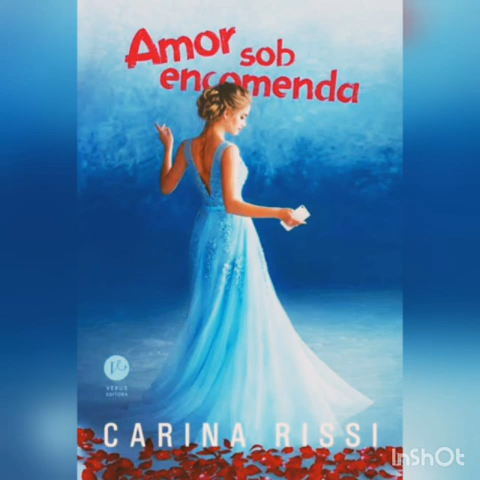 Amor sob
encomenda
VERUS
EDITORA
CARINA RISSI
InShOt